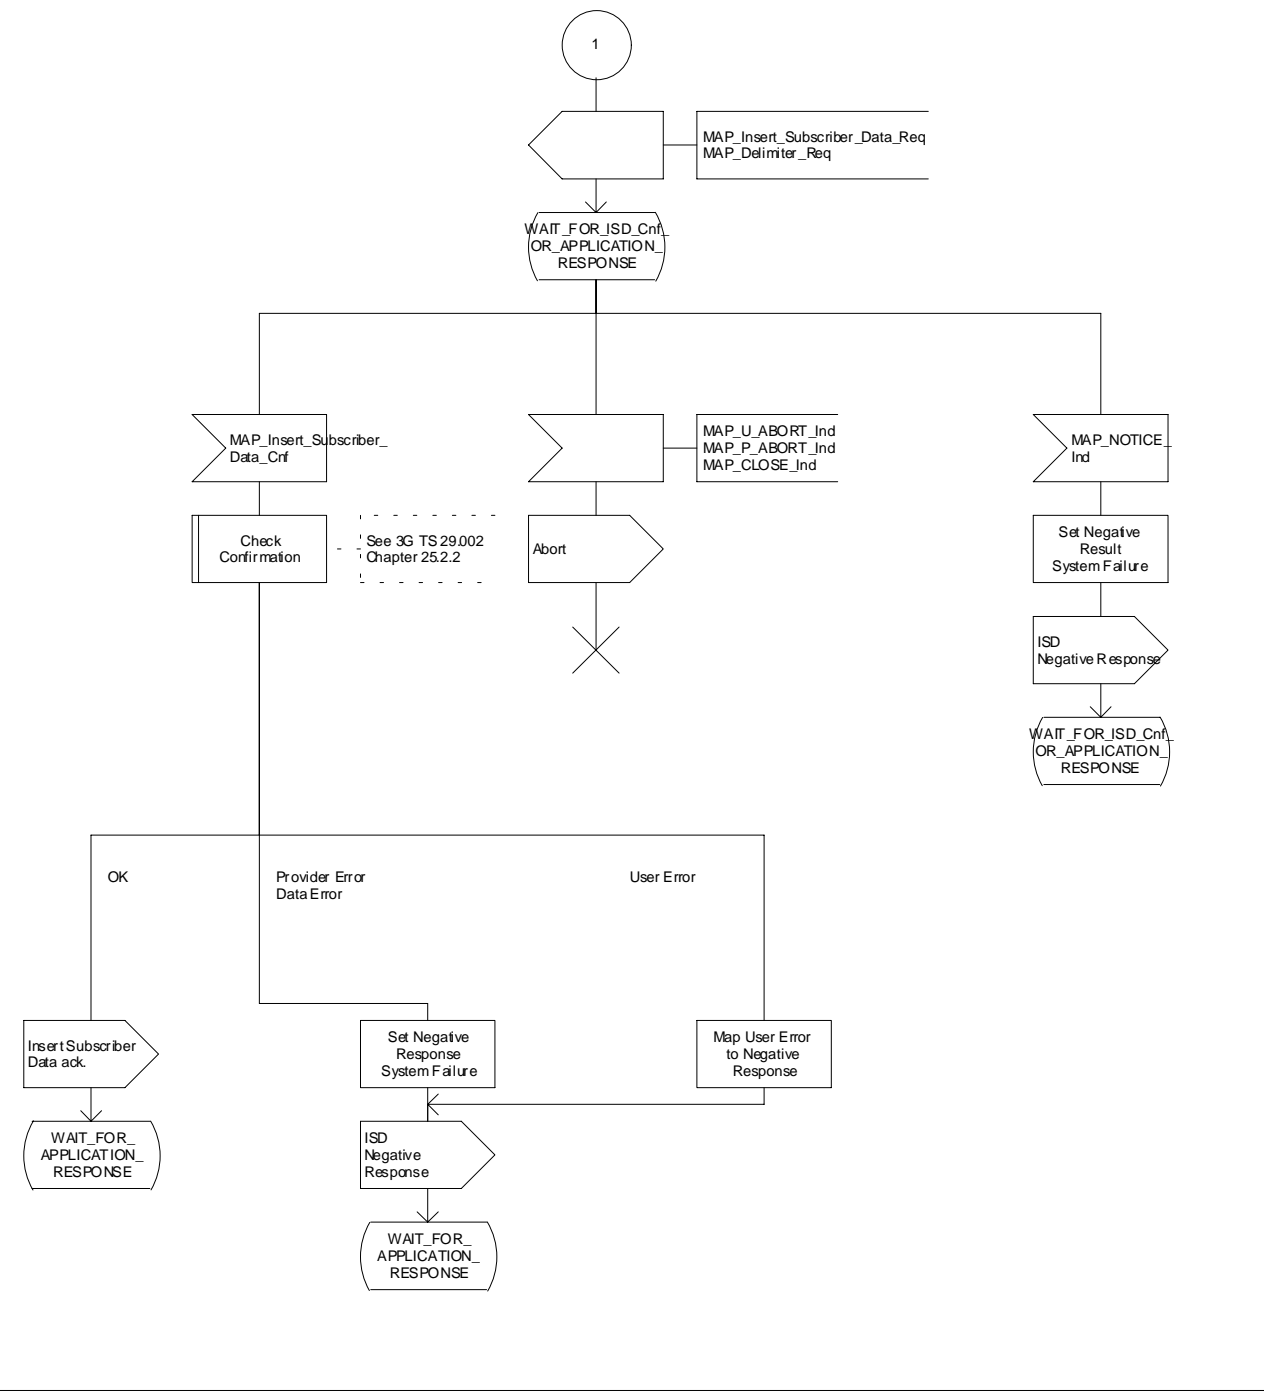 1
MAP_Insert_Subscriber_Data_Req
MAP_Delimiter_Req
WAIT_FOR_ISD_Cnf_
OR_APPLICATION_
RESPONSE
MAP_Insert_Subscriber_
Data_Cnf
MAP_U_ABORT_Ind
MAP_P_ABORT_Ind
MAP_CLOSE_Ind
MAP_NOTICE_
Ind
Check
Confirmation
See 3G TS 29.002
Chapter 25.2.2
Abort
Set Negative
Result
System Failure
ISD
Negative Response
WAIT_FOR_ISD_Cnf_
OR_APPLICATION_
RESPONSE
OK
Provider Error
Data Error
User Error
Insert Subscriber
Data ack.
Set Negative
Response
System Failure
Map User Error
to Negative
Response
WAIT_FOR_
APPLICATION_
RESPONSE
ISD
Negative
Response
WAIT_FOR_
APPLICATION_
RESPONSE